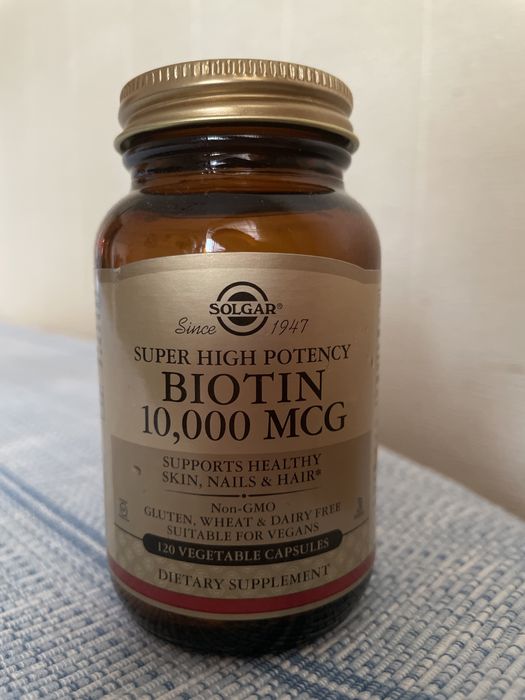 SOLGAR®
Since 1947
SUPER HIGH POTENCY
BIOTIN
10,000 MCG
SUPPORTS HEALTHY
SKIN, NAILS & HAIR*
Non-GMO
GLUTEN, WHEAT & DAIRY FREE
SUITABLE FOR VEGANS
120 VEGETABLE CAPSULES
DIETARY SUPPLEMENT